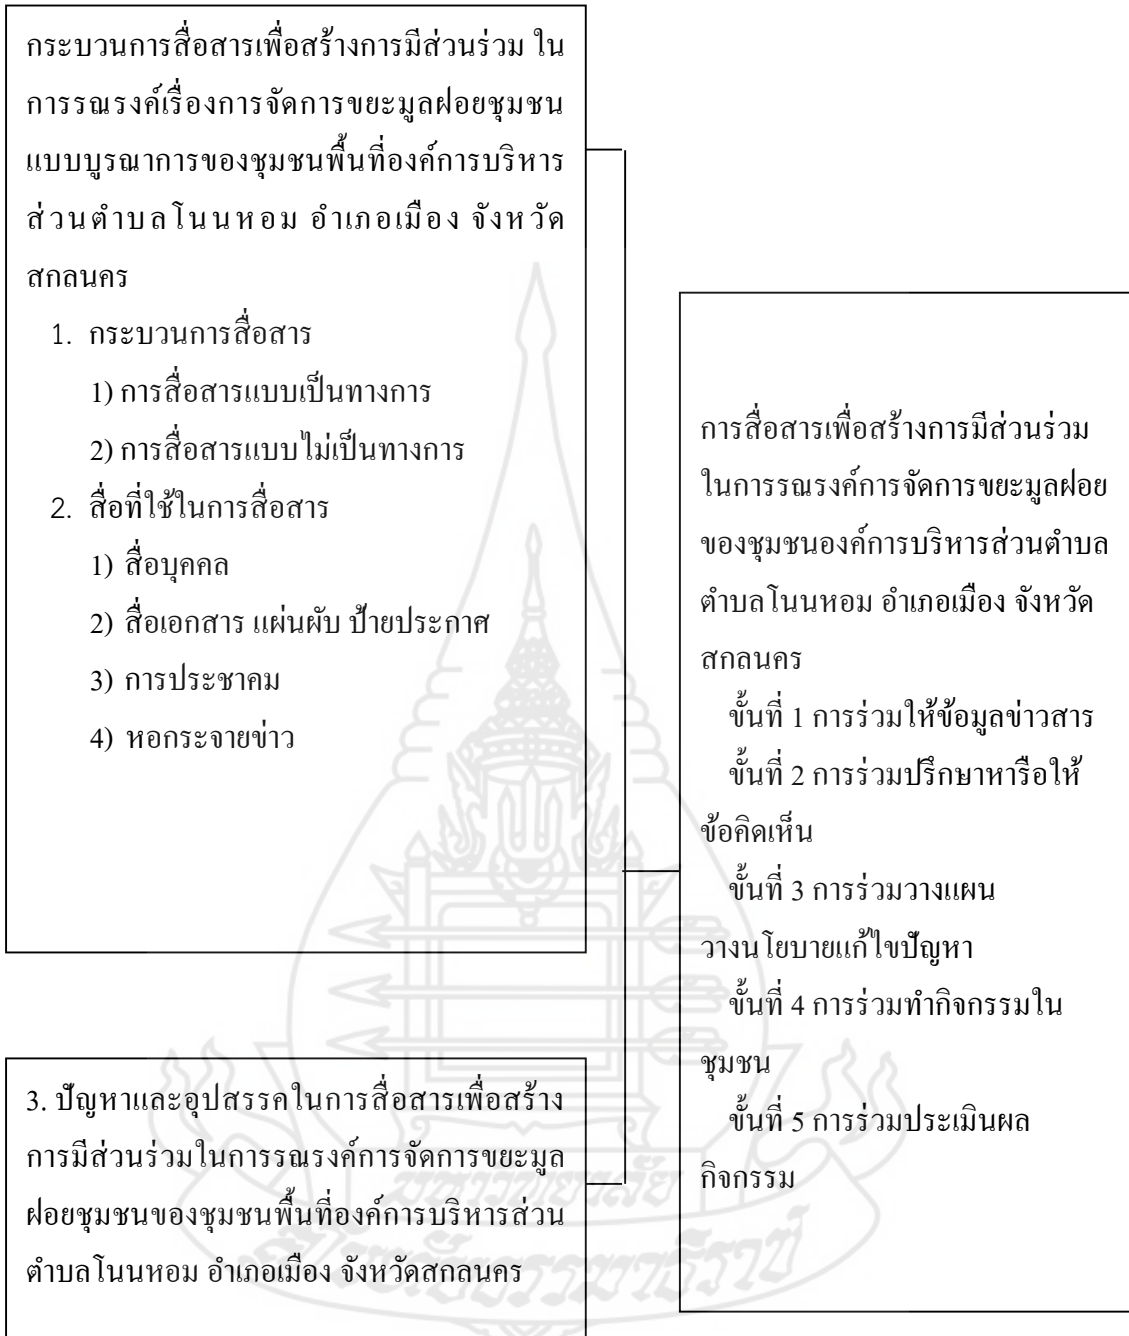 กระบวนการสื่อสารเพื่อสร้างการมีส่วนร่วม ใน
การรณรงค์เรื่องการจัดการขยะมูลฝอยชุมชน
แบบบูรณาการของชุมชนพื้นที่องค์การบริหาร
ส่วนตำบลโนนหอม อำเภอเมือง จังหวัด
สกลนคร
1. กระบวนการสื่อสาร
1) การสื่อสารแบบเป็นทางการ
2) การสื่อสารแบบไม่เป็นทางการ
2. สื่อที่ใช้ในการสื่อสาร
1) สื่อบุคคล
2) สื่อเอกสาร แผ่นผับ ป้ายประกาศ
3) การประชาคม
4) หอกระจายข่าว
3. ปัญหาและอุปสรรคในการสื่อสารเพื่อสร้าง
การมีส่วนร่วมในการรณรงค์การจัดการขยะมูล
ฝอยชุมชนของชุมชนพื้นที่องค์การบริหารส่วน
ตำบลโนนหอม อำเภอเมือง จังหวัดสกลนคร
การสื่อสารเพื่อสร้างการมีส่วนร่วม
ในการรณรงค์การจัดการขยะมูลฝอย
ของชุมชนองค์การบริหารส่วนตำบล
ตำบลโนนหอม อำเภอเมือง จังหวัด
สกลนคร
ขั้นที่ 1 การร่วมให้ข้อมูลข่าวสาร
ขั้นที่ 2 การร่วมปรึกษาหารือให้
ข้อคิดเห็น
ขั้นที่ 3 การร่วมวางแผน
วางนโยบายแก้ไขปัญหา
ขั้นที่ 4 การร่วมทำกิจกรรมใน
ชุมชน
ขั้นที่ 5 การร่วมประเมินผล
กิจกรรม
มหาวิทยาลัย
สุโขทัยธรรมาธิราช